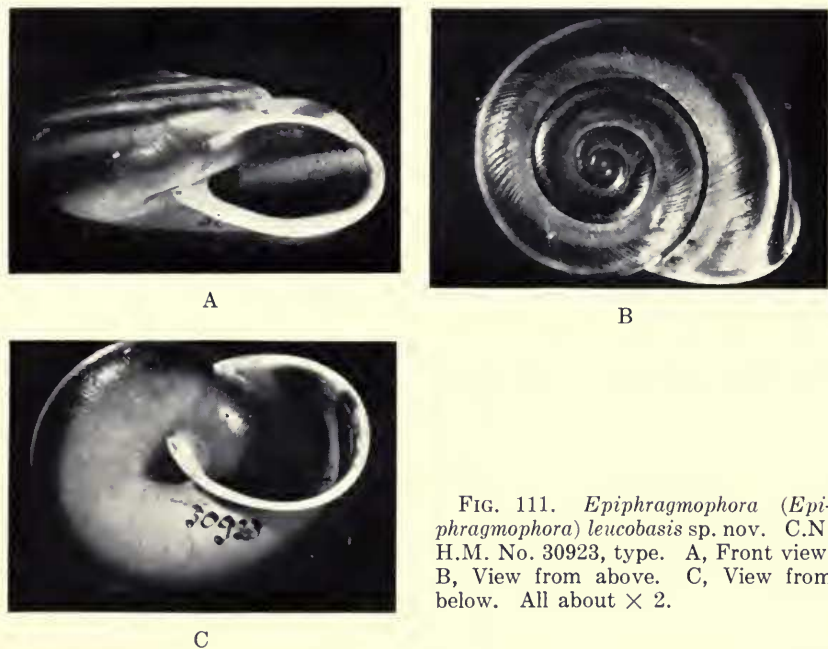 A
B
3092
C
FIG. 111. Epiphragmophora (Epi-
phragmophora) leucobasis sp. nov. C.N
H.M. No. 30923, type. A, Front view
B, View from above. C, View from
below. All about × 2.